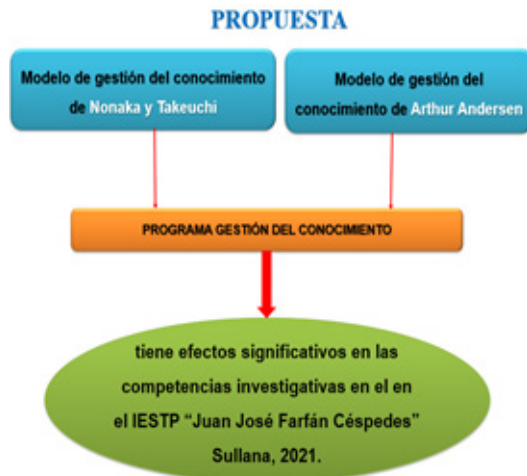 PROPUESTA
Modelo de gestión del conocimiento
de Nonaka y Takeuchi
Modelo de gestión del
conocimiento de Arthur Andersen
PROGRAMA GESTIÓN DEL CONOCIMIENTO
tiene efectos significativos en las
competencias investigativas en el en
el IESTP “Juan José Farfán Céspedes”
Sullana, 2021.